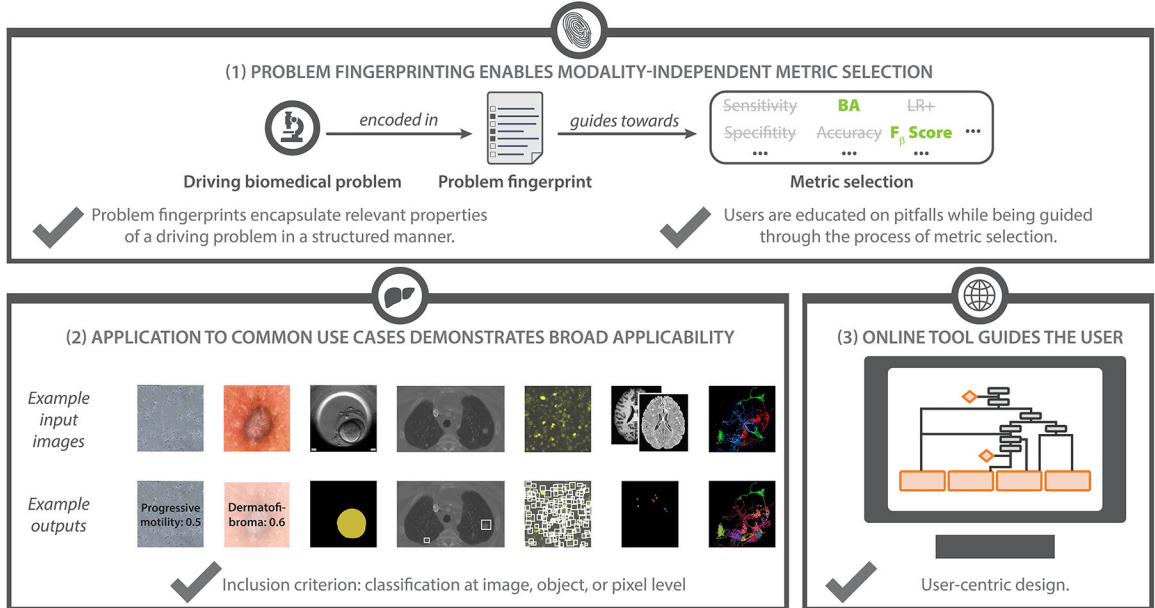 (1) PROBLEM FINGERPRINTING ENABLES MODALITY-INDEPENDENT METRIC SELECTION
encoded in
guides towards
Sensitivity BA LR+
Specifitity Accuracy Fβ Score •••
••• ••• •••
Driving biomedical problem
Problem fingerprint
Metric selection
Problem fingerprints encapsulate relevant properties
of a driving problem in a structured manner.
Users are educated on pitfalls while being guided
through the process of metric selection.
(2) APPLICATION TO COMMON USE CASES DEMONSTRATES BROAD APPLICABILITY
Example
input
images
Example
outputs
Progressive
motility: 0.5
Dermatofi-
broma: 0.6
Inclusion criterion: classification at image, object, or pixel level
(3) ONLINE TOOL GUIDES THE USER
User-centric design.